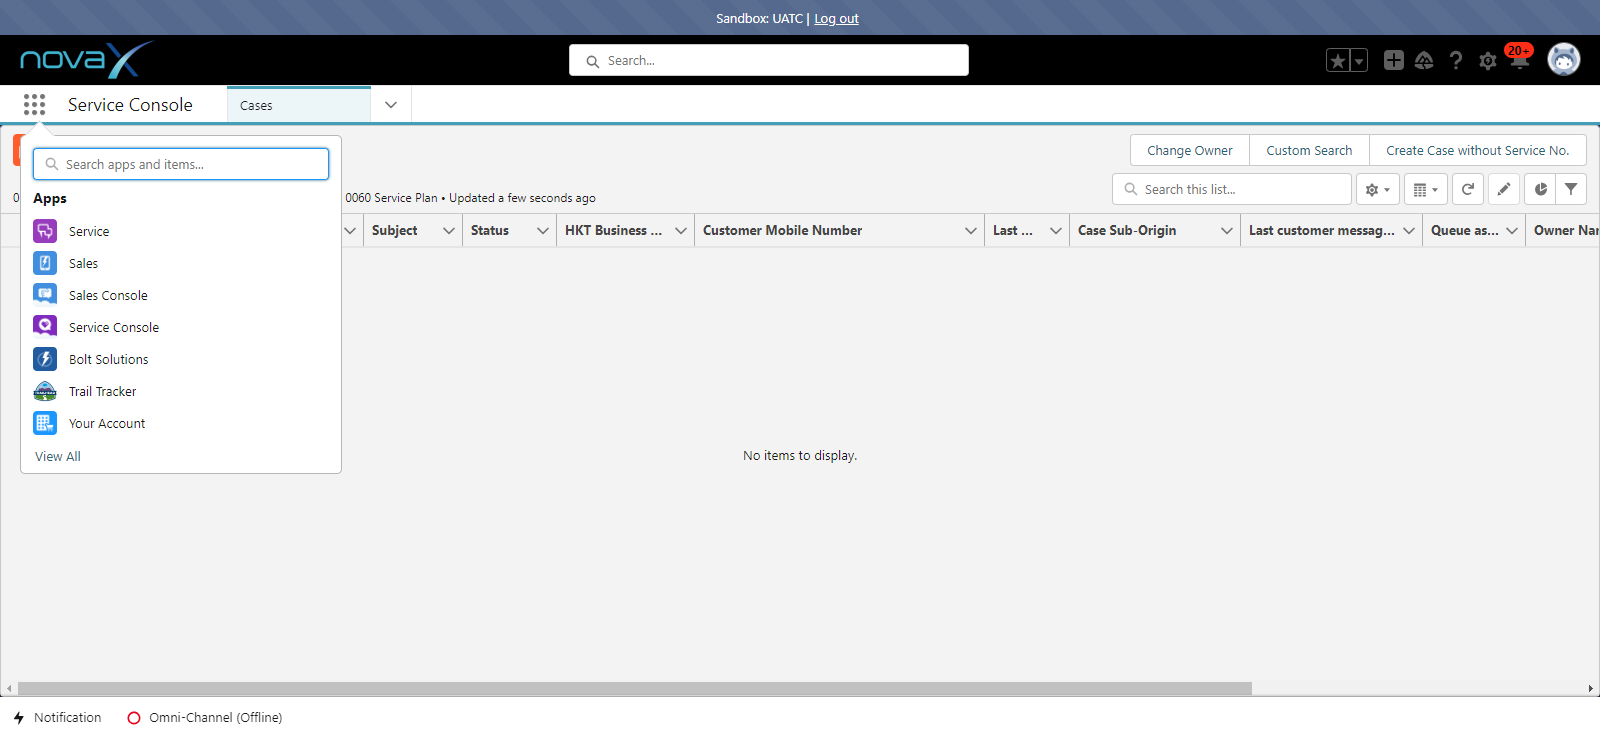 Sandbox: UATC | Log out
novaX
Search...
20+
Service Console
Cases
Search apps and items...
Apps
Service
Sales
Sales Console
Service Console
Bolt Solutions
Trail Tracker
Your Account
View All
Change Owner
Custom Search
Create Case without Service No.
0060 Service Plan • Updated a few seconds ago
Search this list...
Subject
Status
HKT Business ...
Customer Mobile Number
Last ...
Case Sub-Origin
Last customer messag...
Queue as...
Owner Nar
No items to display.
Notification
Omni-Channel (Offline)